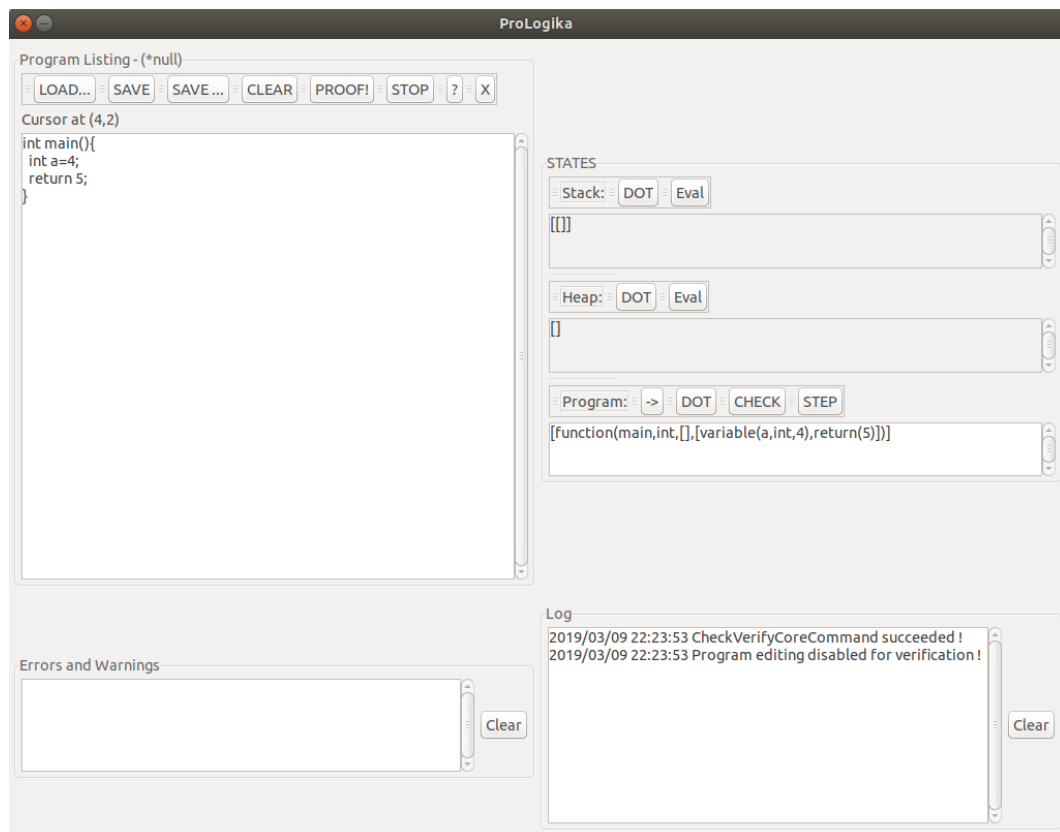 ProLogika
Program Listing - (*null)
LOAD... SAVE SAVE ... CLEAR PROOF! STOP ? X
Cursor at (4,2)
int main(){
int a=4;
return 5;
}
STATES
Stack: DOT Eval
[[]]
Heap: DOT Eval
[]
Program: -> DOT CHECK STEP
[function(main,int,[],[variable(a,int,4),return(5)])]
Errors and Warnings
Clear
Log
2019/03/09 22:23:53 CheckVerifyCoreCommand succeeded !
2019/03/09 22:23:53 Program editing disabled for verification !
Clear